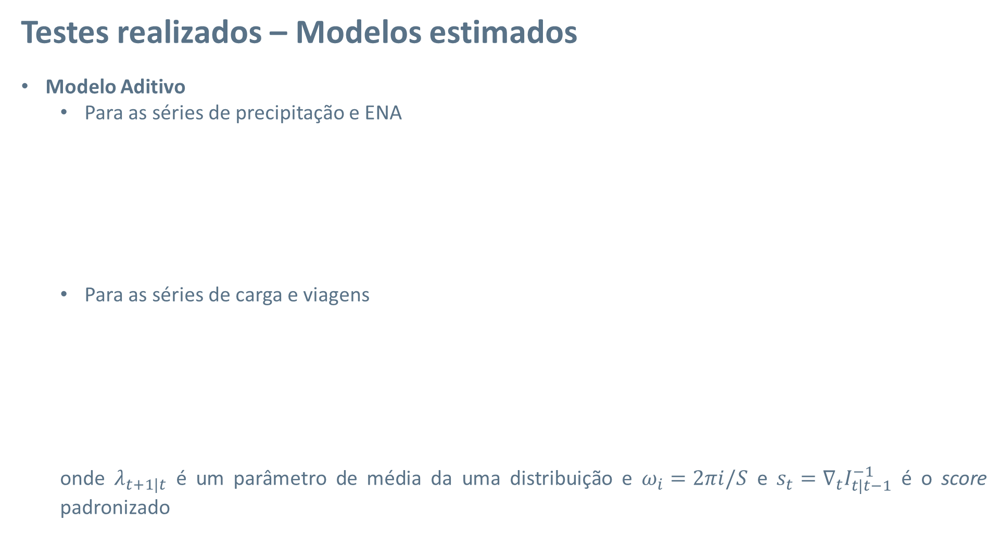 Testes realizados – Modelos estimados
• Modelo Aditivo
• Para as séries de precipitação e ENA
• Para as séries de carga e viagens
onde $\lambda_{t+1|t}$ é um parâmetro de média da uma distribuição e $\omega_i = 2\pi i/S$ e $s_t = \nabla_t I_{t|t-1}^{-1}$ é o score
padronizado